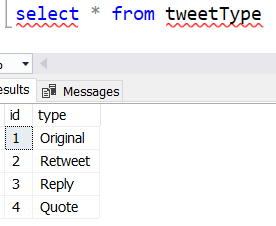 select * from tweetType
esults Messages
id type
1 Original
2 Retweet
3 Reply
4 Quote